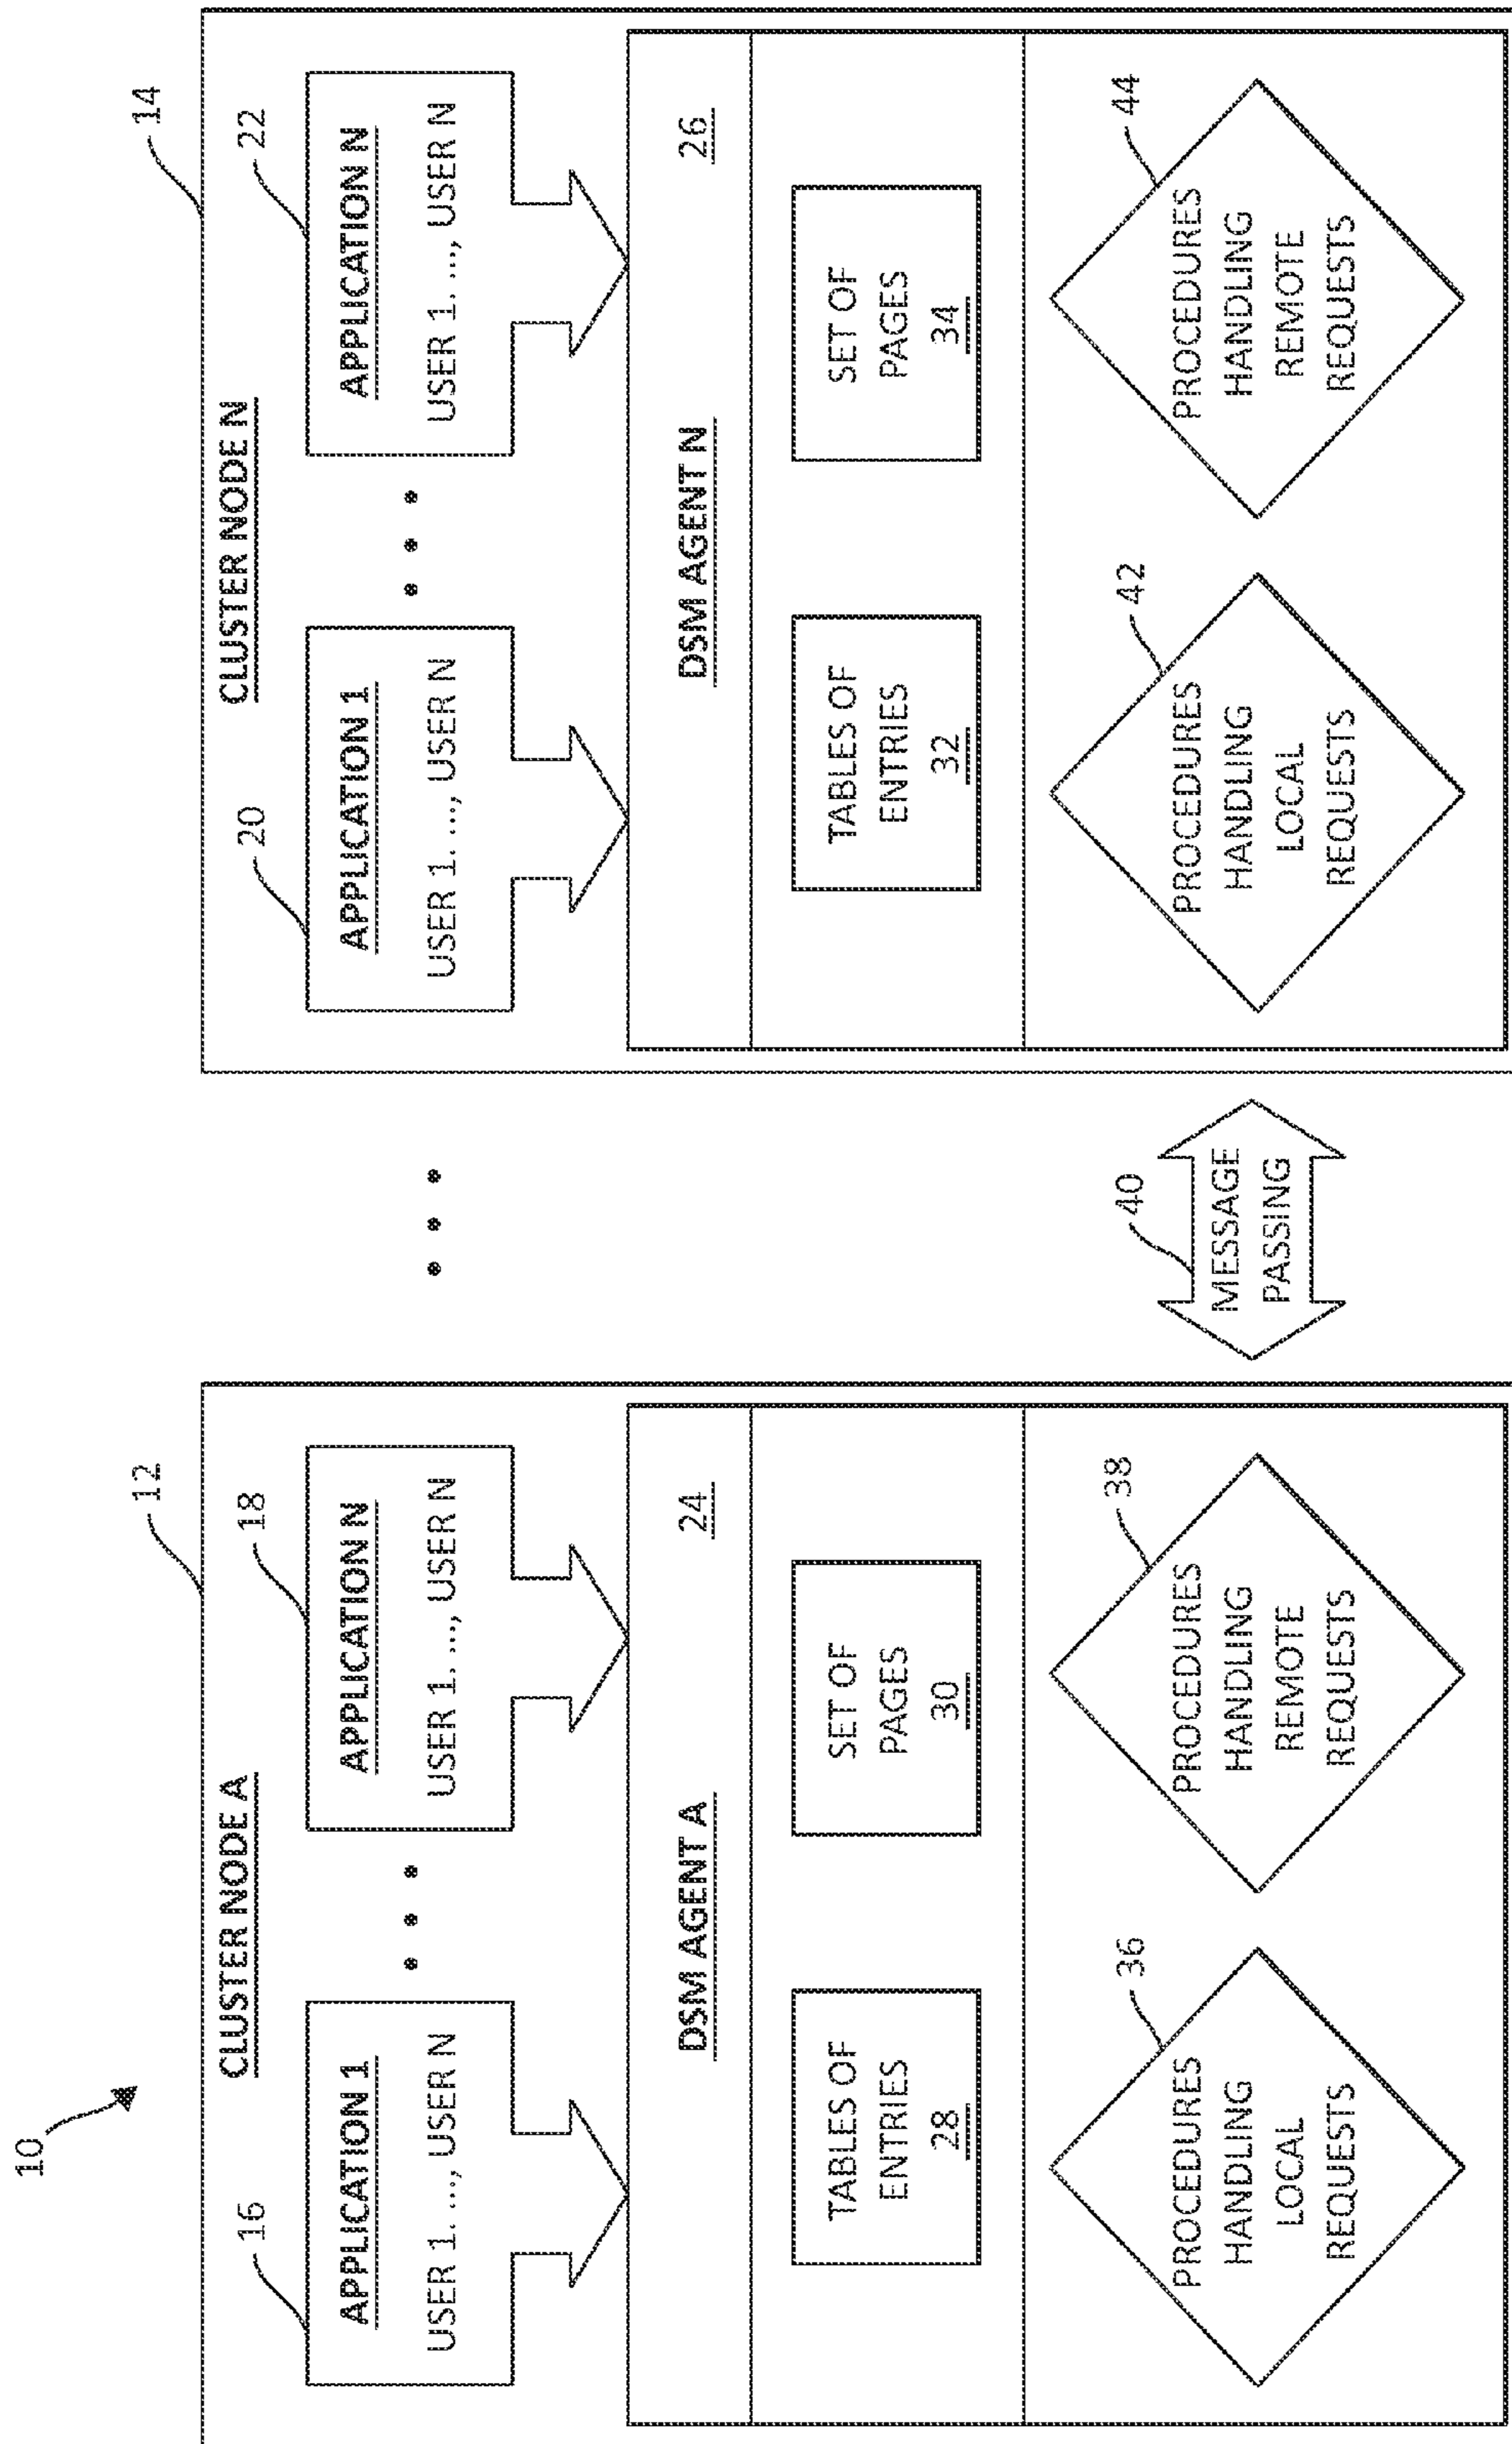 10
12
CLUSTER NODE A
16
APPLICATION 1
USER 1. ..., USER N
• • •
18
APPLICATION N
USER 1. ..., USER N
DSM AGENT A
24
TABLES OF
ENTRIES
28
SET OF
PAGES
30
36
PROCEDURES
HANDLING
LOCAL
REQUESTS
38
PROCEDURES
HANDLING
REMOTE
REQUESTS
• • •
40
MESSAGE
PASSING
14
CLUSTER NODE N
20
APPLICATION 1
USER 1. ..., USER N
• • •
22
APPLICATION N
USER 1. ..., USER N
DSM AGENT N
26
TABLES OF
ENTRIES
32
SET OF
PAGES
34
42
PROCEDURES
HANDLING
LOCAL
REQUESTS
44
PROCEDURES
HANDLING
REMOTE
REQUESTS